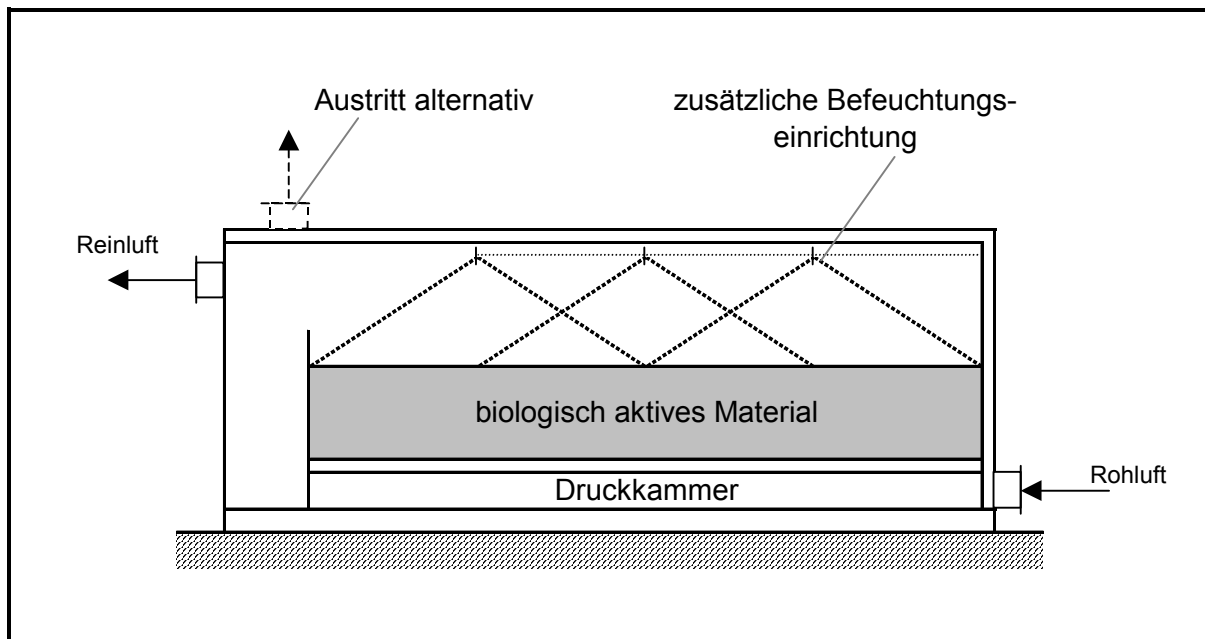 Austritt alternativ
zusätzliche Befeuchtungs-
einrichtung
Reinluft
biologisch aktives Material
Druckkammer
Rohluft